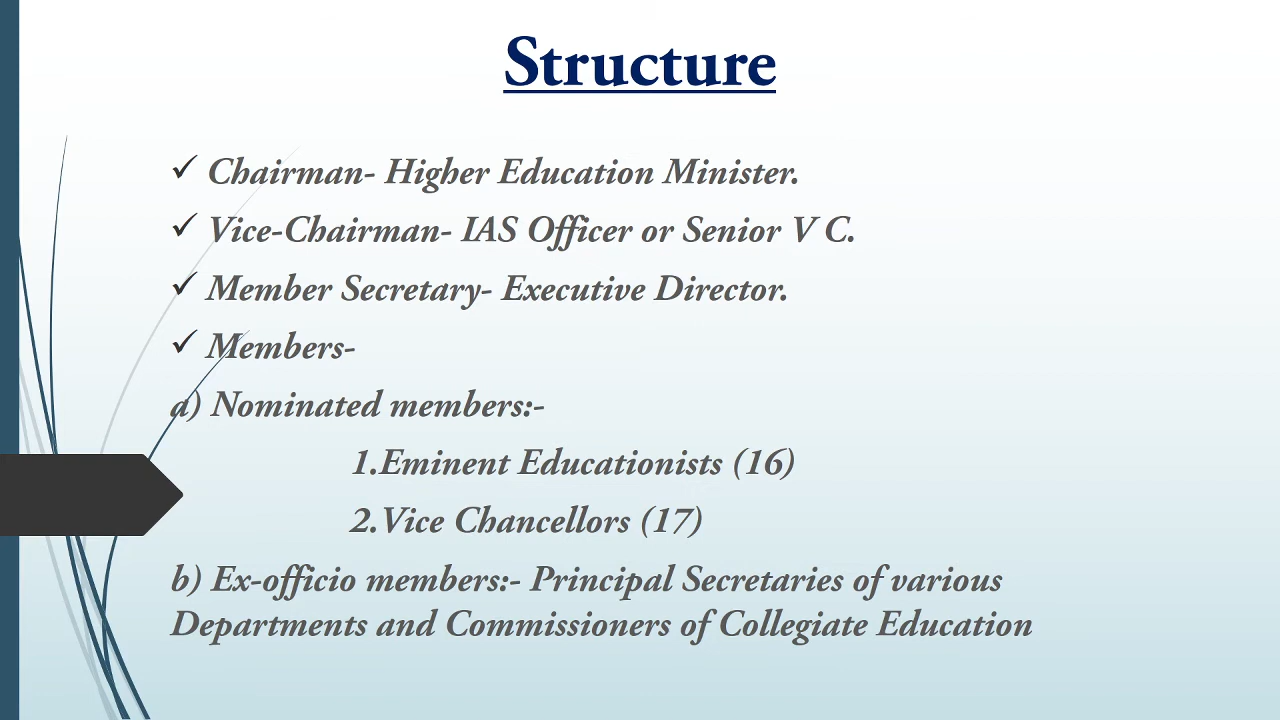 Structure
✓ Chairman- Higher Education Minister.
✓ Vice-Chairman- IAS Officer or Senior V C.
✓ Member Secretary- Executive Director.
✓ Members-
a) Nominated members:-
1.Eminent Educationists (16)
2.Vice Chancellors (17)
b) Ex-officio members:- Principal Secretaries of various
Departments and Commissioners of Collegiate Education